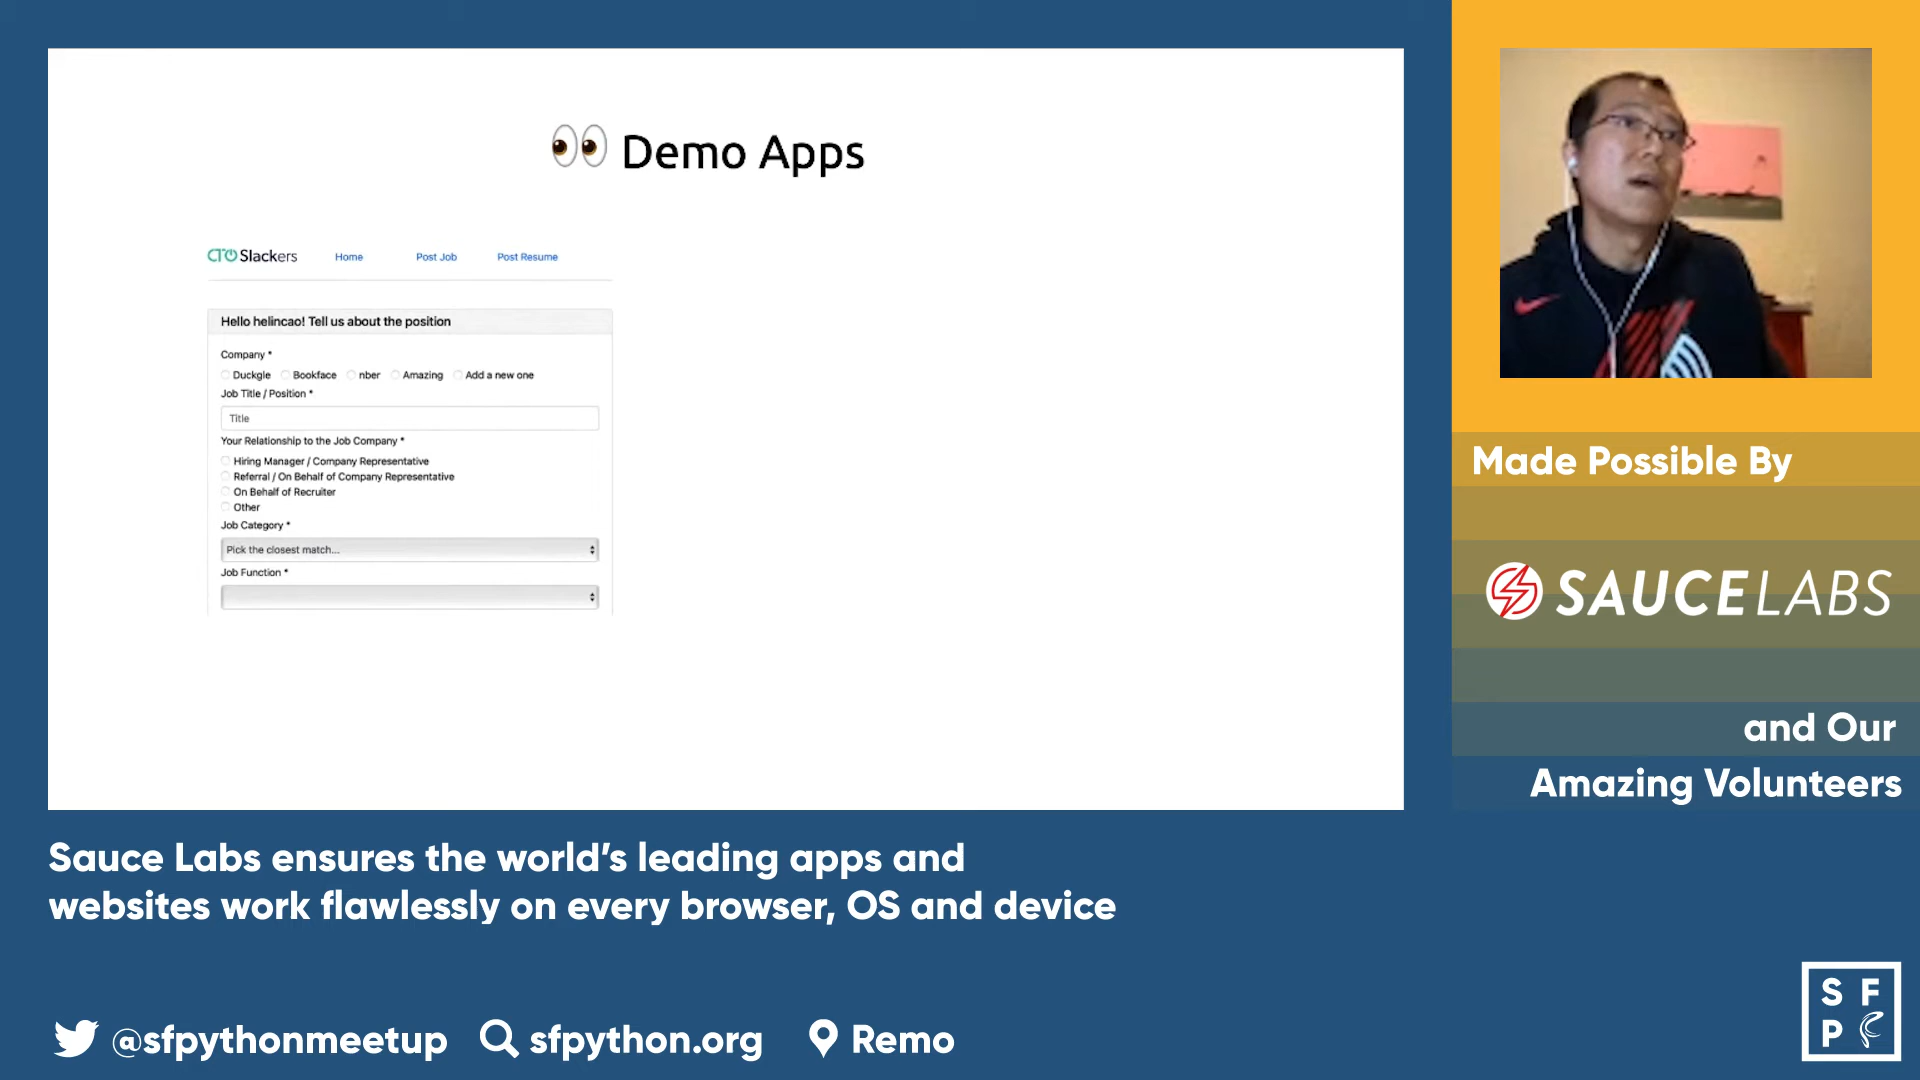 👀 Demo Apps
CTO Slackers Home Post Job Post Resume
Hello helincao! Tell us about the position
Company *
Duckgle Bookface nber Amazing Add a new one
Job Title / Position *
Title
Your Relationship to the Job Company *
Hiring Manager / Company Representative
Referral / On Behalf of Company Representative
On Behalf of Recruiter
Other
Job Category *
Pick the closest match...
Job Function *
Made Possible By
SAUCELABS
and Our
Amazing Volunteers
Sauce Labs ensures the world’s leading apps and
websites work flawlessly on every browser, OS and device
@sfpythonmeetup sfpython.org Remo
S F
P